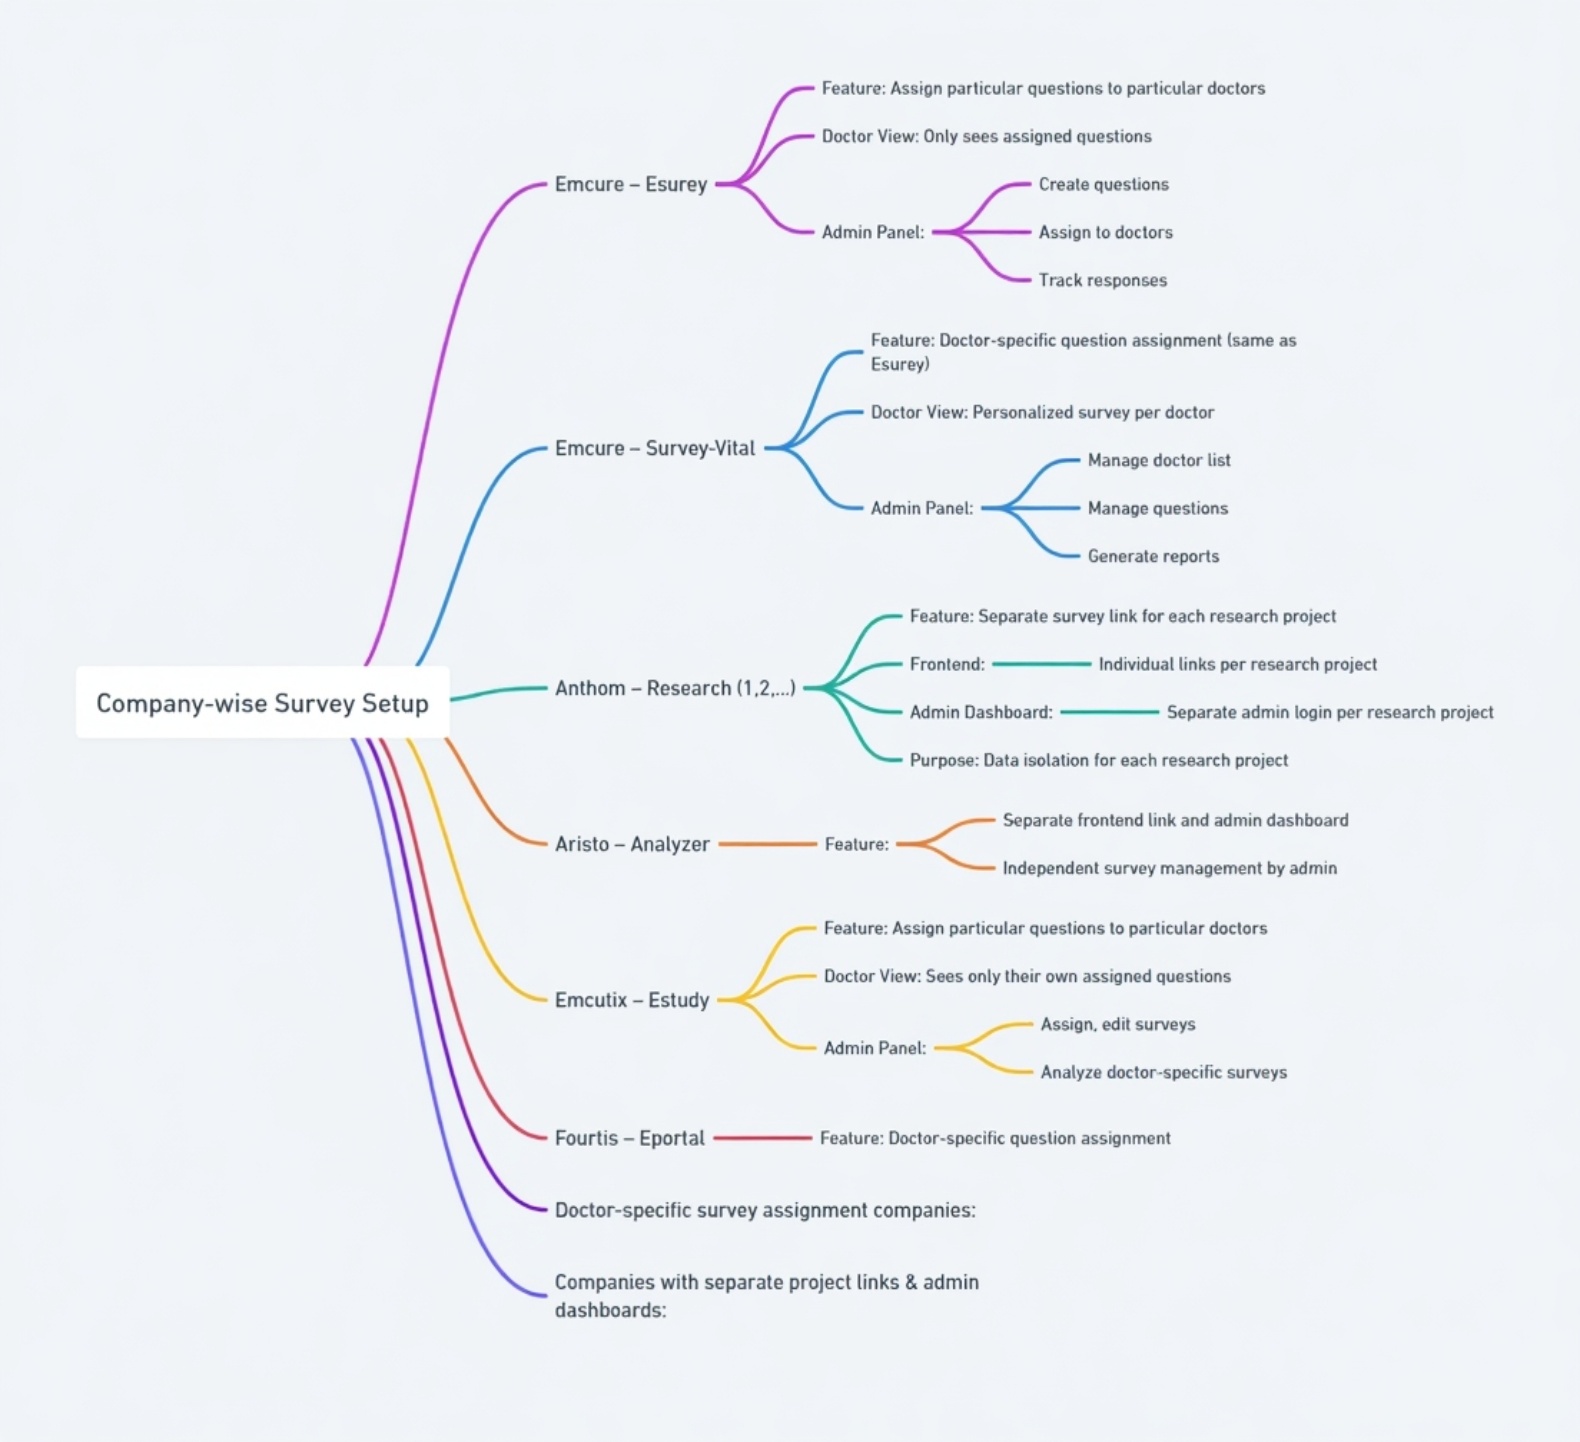 Company-wise Survey Setup
Emcure – Esurey
Feature: Assign particular questions to particular doctors
Doctor View: Only sees assigned questions
Admin Panel:
Create questions
Assign to doctors
Track responses
Emcure – Survey-Vital
Feature: Doctor-specific question assignment (same as
Esurey)
Doctor View: Personalized survey per doctor
Admin Panel:
Manage doctor list
Manage questions
Generate reports
Anthom – Research (1,2,...)
Feature: Separate survey link for each research project
Frontend:
Individual links per research project
Admin Dashboard:
Separate admin login per research project
Purpose: Data isolation for each research project
Aristo – Analyzer
Feature:
Separate frontend link and admin dashboard
Independent survey management by admin
Emcutix – Estudy
Feature: Assign particular questions to particular doctors
Doctor View: Sees only their own assigned questions
Admin Panel:
Assign, edit surveys
Analyze doctor-specific surveys
Fourtis – Eportal
Feature: Doctor-specific question assignment
Doctor-specific survey assignment companies:
Companies with separate project links & admin
dashboards: